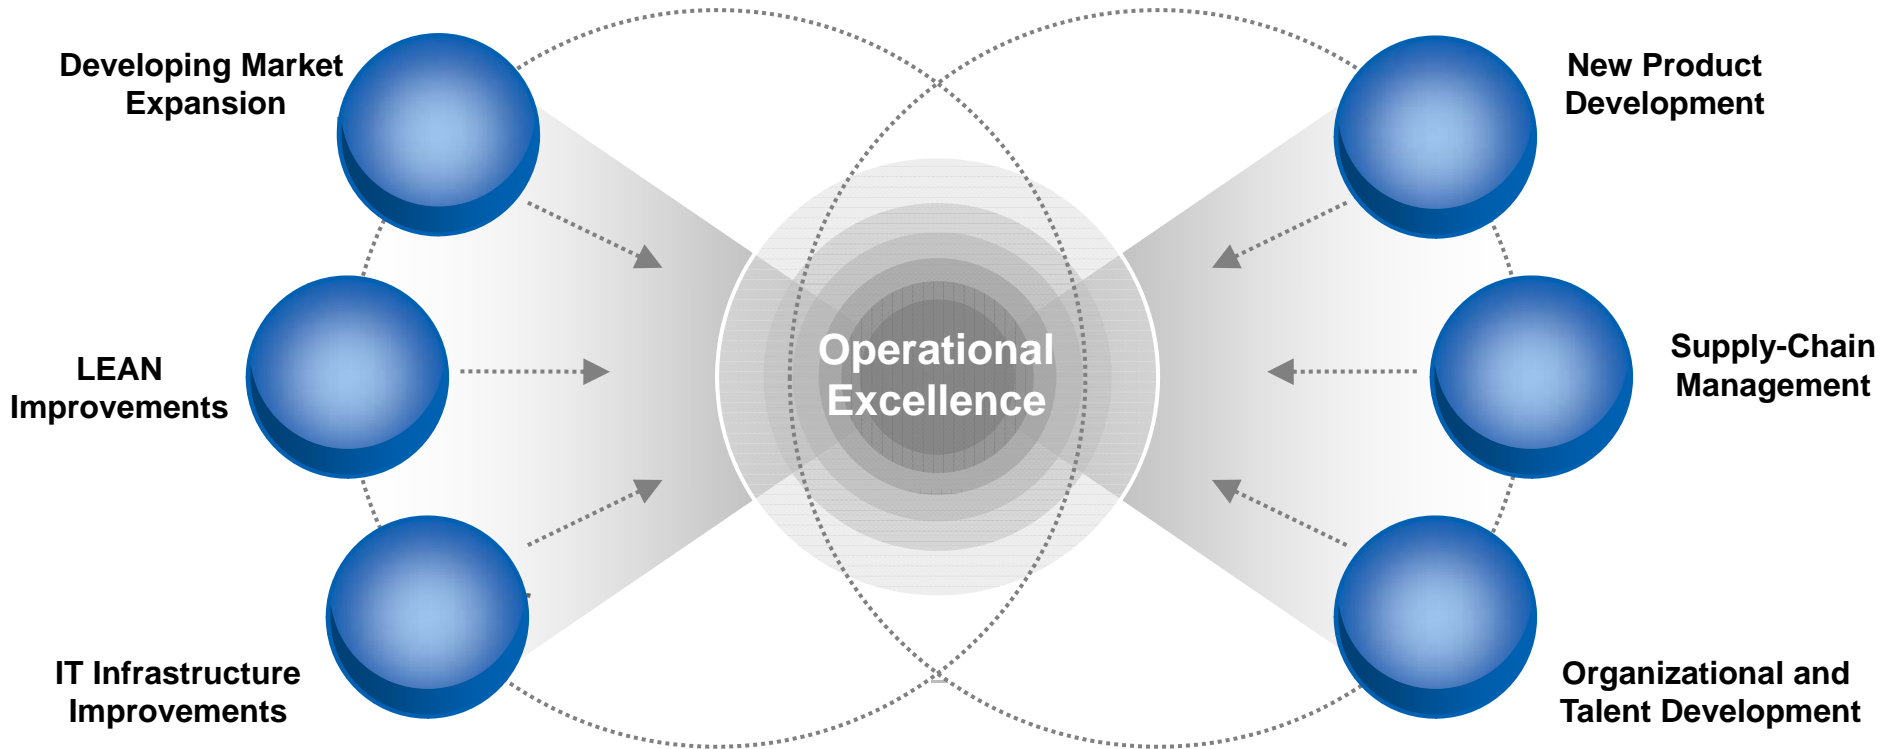 Developing Market
Expansion
New Product
Development
LEAN
Improvements
Operational
Excellence
Supply-Chain
Management
IT Infrastructure
Improvements
Organizational and
Talent Development